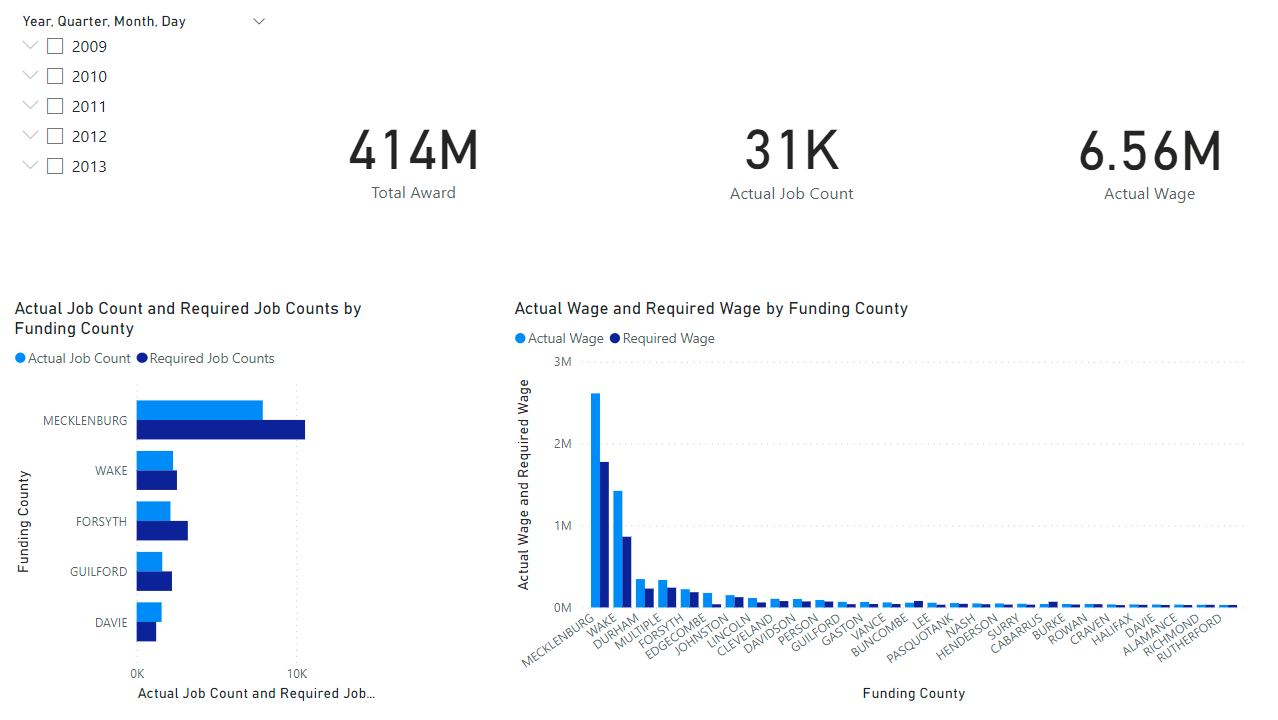 Year, Quarter, Month, Day
2009
2010
2011
2012
2013
414M
Total Award
31K
Actual Job Count
6.56M
Actual Wage
Actual Job Count and Required Job Counts by
Funding County
Actual Job Count
Required Job Counts
Funding County
MECKLENBURG
WAKE
FORSYTH
GUILFORD
DAVIE
0K
10K
Actual Job Count and Required Job...
Actual Wage and Required Wage by Funding County
Actual Wage
Required Wage
Actual Wage and Required Wage
3M
2M
1M
0M
MECKLENBURG
WAKE
DURHAM
MULTIPLE
FORSYTH
EDGECOMBE
JOHNSTON
LINCOLN
CLEVELAND
DAVIDSON
PERSON
GUILFORD
GASTON
VANCE
BUNCOMBE
LEE
PASQUOTANK
NASH
HENDERSON
SURRY
CABARRUS
BURKE
ROWAN
CRAVEN
HALIFAX
DAVIE
ALAMANCE
RICHMOND
RUTHERFORD
Funding County